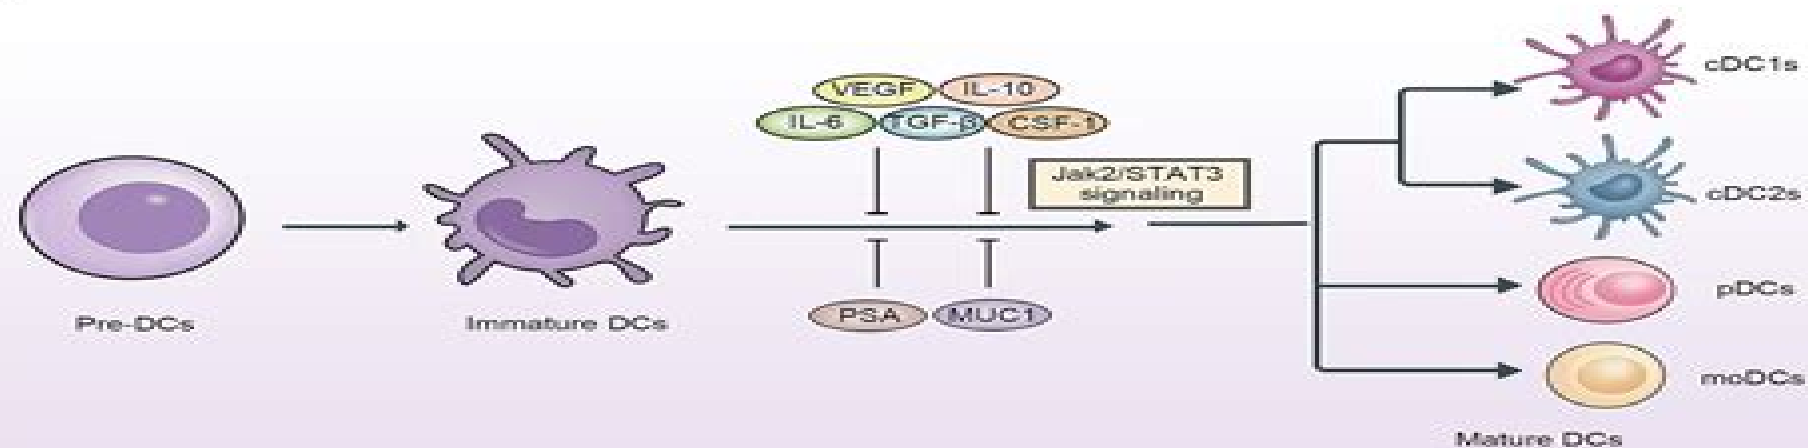 VEGF
IL-10
IL-6
TGF-β
CSF-1
Jak2/STAT3
signaling
PSA
MUC1
Pre-DCs
Immature DCs
cDC1s
cDC2s
pDCs
moDCs
Mature DCs